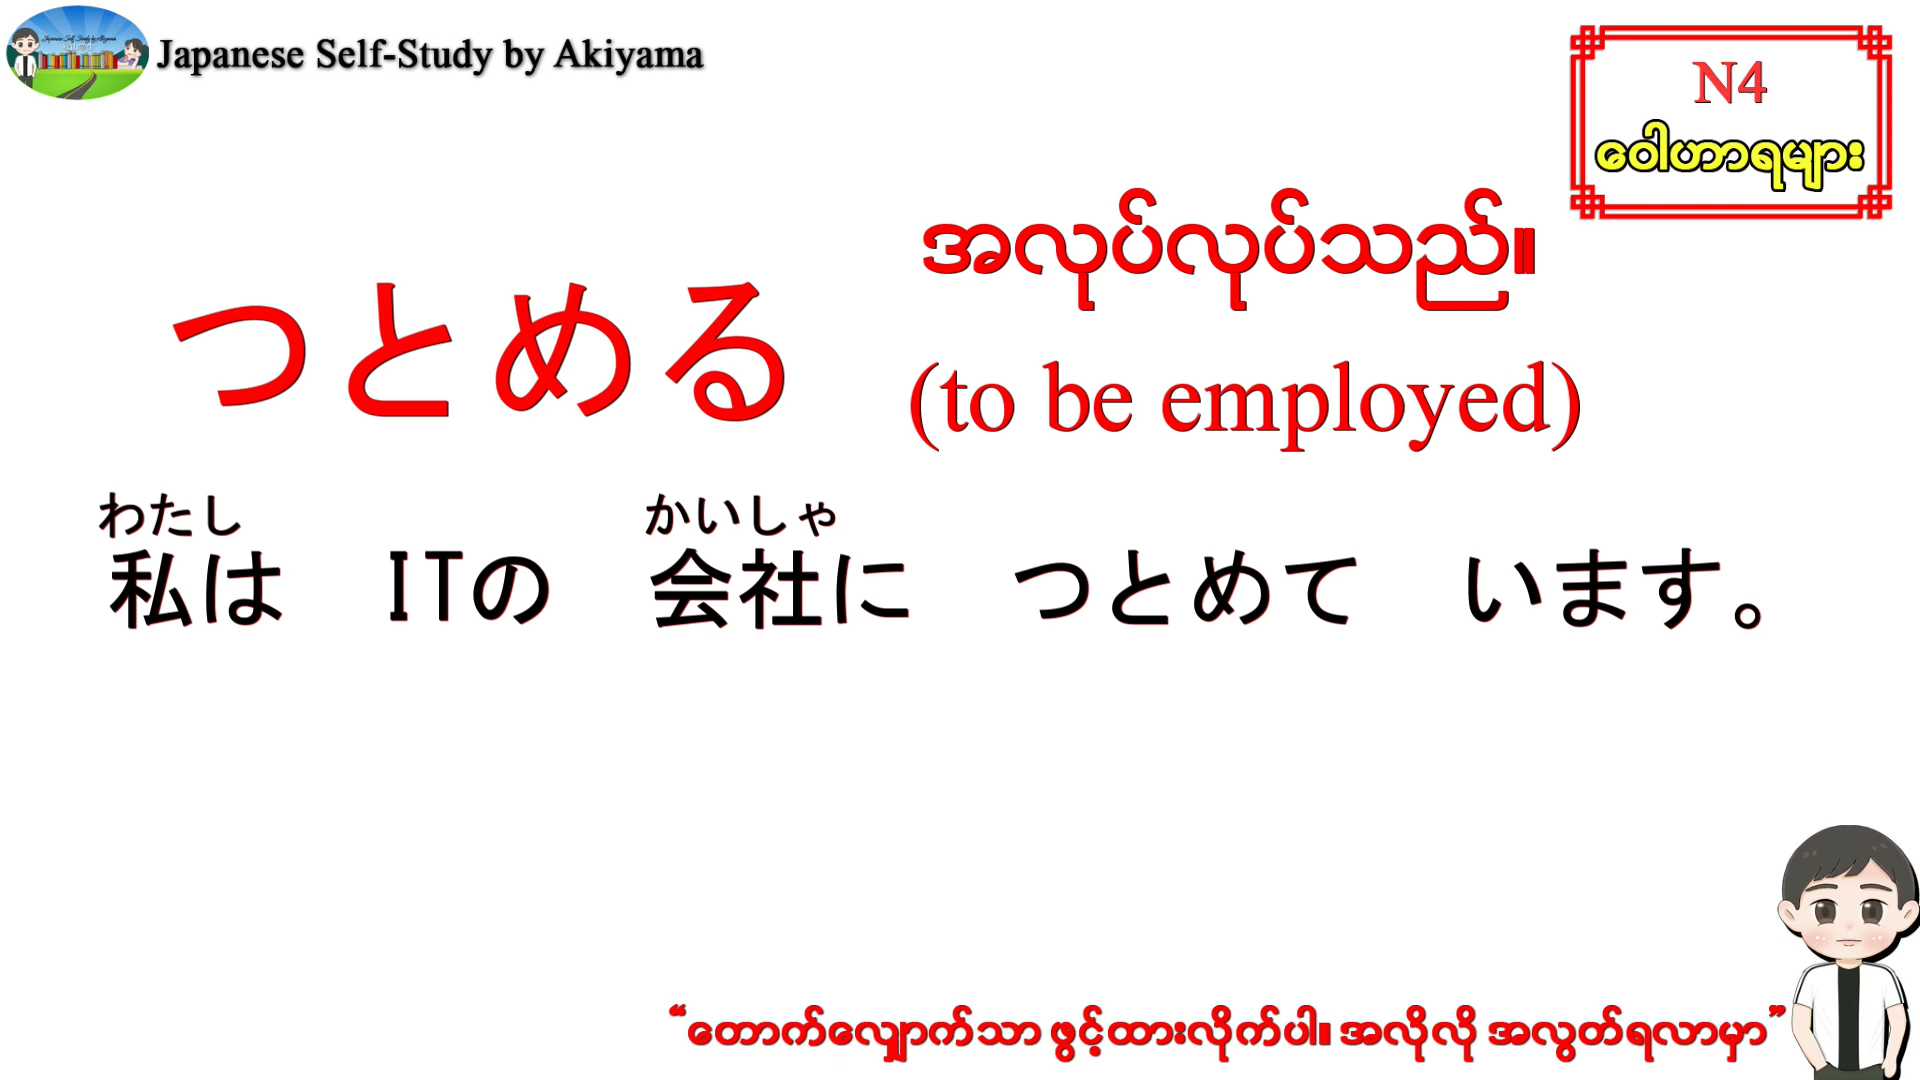 Japanese Self-Study by Akiyama
N4
ဝေါဟာရများ
つとめる
အလုပ်လုပ်သည်။
(to be employed)
わたし かいしゃ
私は ITの 会社に つとめて います。
“တောက်လျှောက်သာ ဖွင့်ထားလိုက်ပါ။ အလိုလို အလွတ်ရလာမှာ”